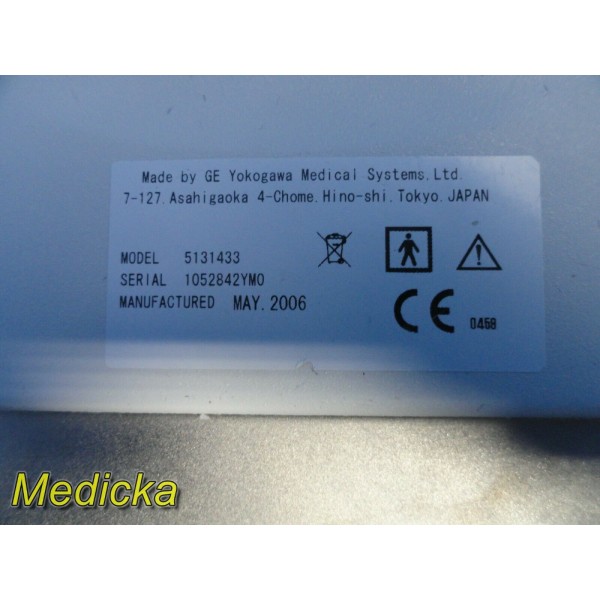 Made by GE Yokogawa Medical Systems.Ltd.
7-127.Asahigaoka 4-Chome.Hino-shi.Tokyo.JAPAN
MODEL 5131433
SERIAL 1052842YM0
MANUFACTURED MAY.2006
CE 0459
Medicka